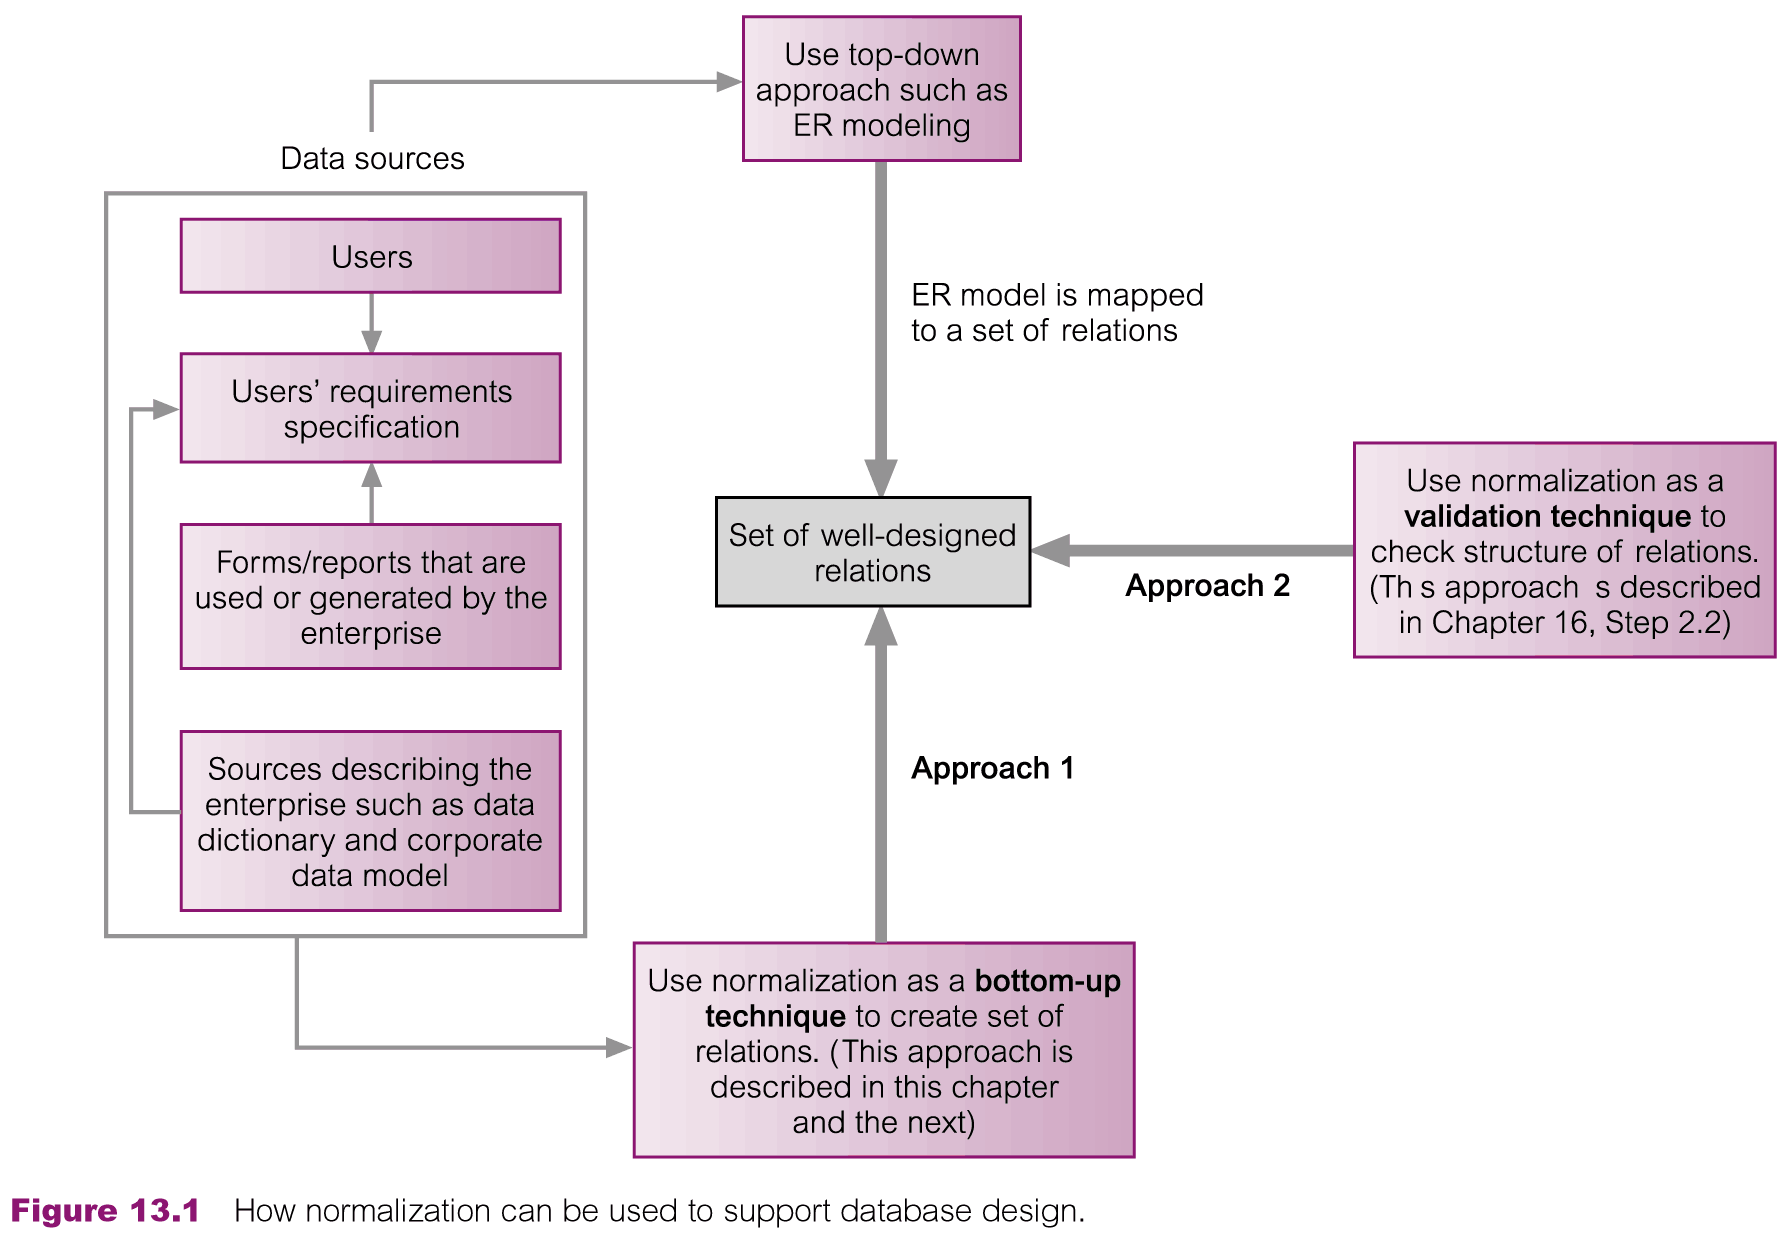 Use top-down
approach such as
ER modeling
Data sources
Users
Users’ requirements
specification
Forms/reports that are
used or generated by the
enterprise
Sources describing the
enterprise such as data
dictionary and corporate
data model
ER model is mapped
to a set of relations
Set of well-designed
relations
Approach 2
Use normalization as a
validation technique to
check structure of relations.
(Th s approach  s described
in Chapter 16, Step 2.2)
Approach 1
Use normalization as a bottom-up
technique to create set of
relations. (This approach is
described in this chapter
and the next)
Figure 13.1 How normalization can be used to support database design.